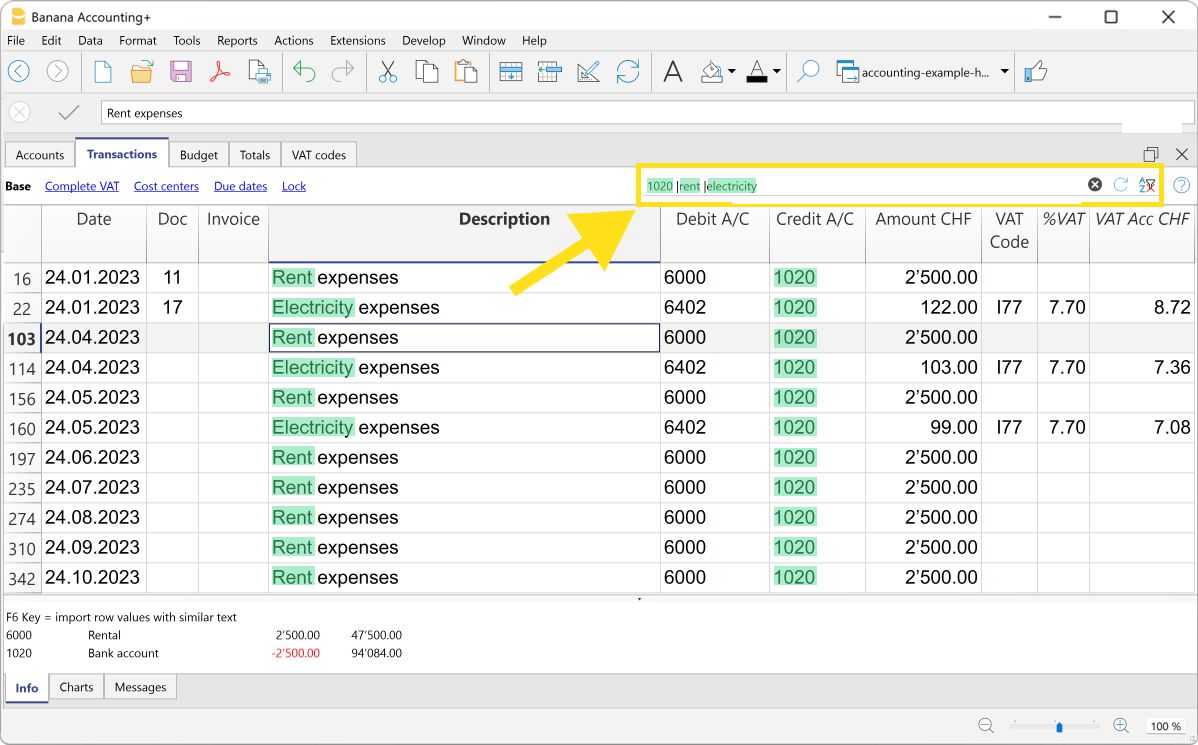 Banana Accounting+
File Edit Data Format Tools Reports Actions Extensions Develop Window Help
accounting-example-h...
Rent expenses
Accounts Transactions Budget Totals VAT codes
Base Complete VAT Cost centers Due dates Lock 1020 |rent |electricity
Date Doc Invoice Description Debit A/C Credit A/C Amount CHF VAT Code %VAT VAT Acc CHF
16 24.01.2023 11 Rent expenses 6000 1020 2’500.00
22 24.01.2023 17 Electricity expenses 6402 1020 122.00 I77 7.70 8.72
103 24.04.2023 Rent expenses 6000 1020 2’500.00
114 24.04.2023 Electricity expenses 6402 1020 103.00 I77 7.70 7.36
156 24.05.2023 Rent expenses 6000 1020 2’500.00
160 24.05.2023 Electricity expenses 6402 1020 99.00 I77 7.70 7.08
197 24.06.2023 Rent expenses 6000 1020 2’500.00
235 24.07.2023 Rent expenses 6000 1020 2’500.00
274 24.08.2023 Rent expenses 6000 1020 2’500.00
310 24.09.2023 Rent expenses 6000 1020 2’500.00
342 24.10.2023 Rent expenses 6000 1020 2’500.00
F6 Key = import row values with similar text
6000 Rental 2’500.00 47’500.00
1020 Bank account -2’500.00 94’084.00
Info Charts Messages
100 %